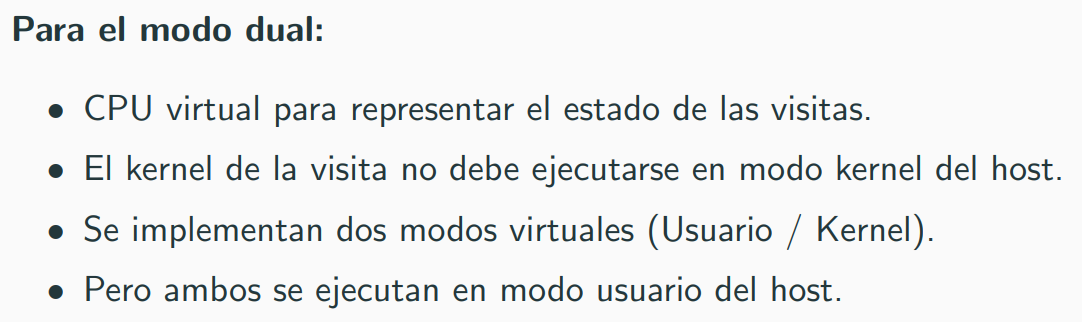 Para el modo dual:
• CPU virtual para representar el estado de las visitas.
• El kernel de la visita no debe ejecutarse en modo kernel del host.
• Se implementan dos modos virtuales (Usuario / Kernel).
• Pero ambos se ejecutan en modo usuario del host.